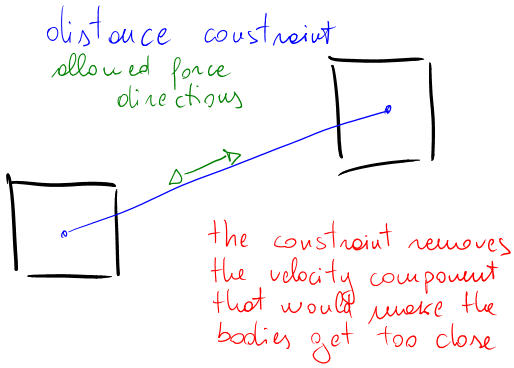 distance constraint
allowed force
directions
the constraint removes
the velocity component
that would make the
bodies get too close